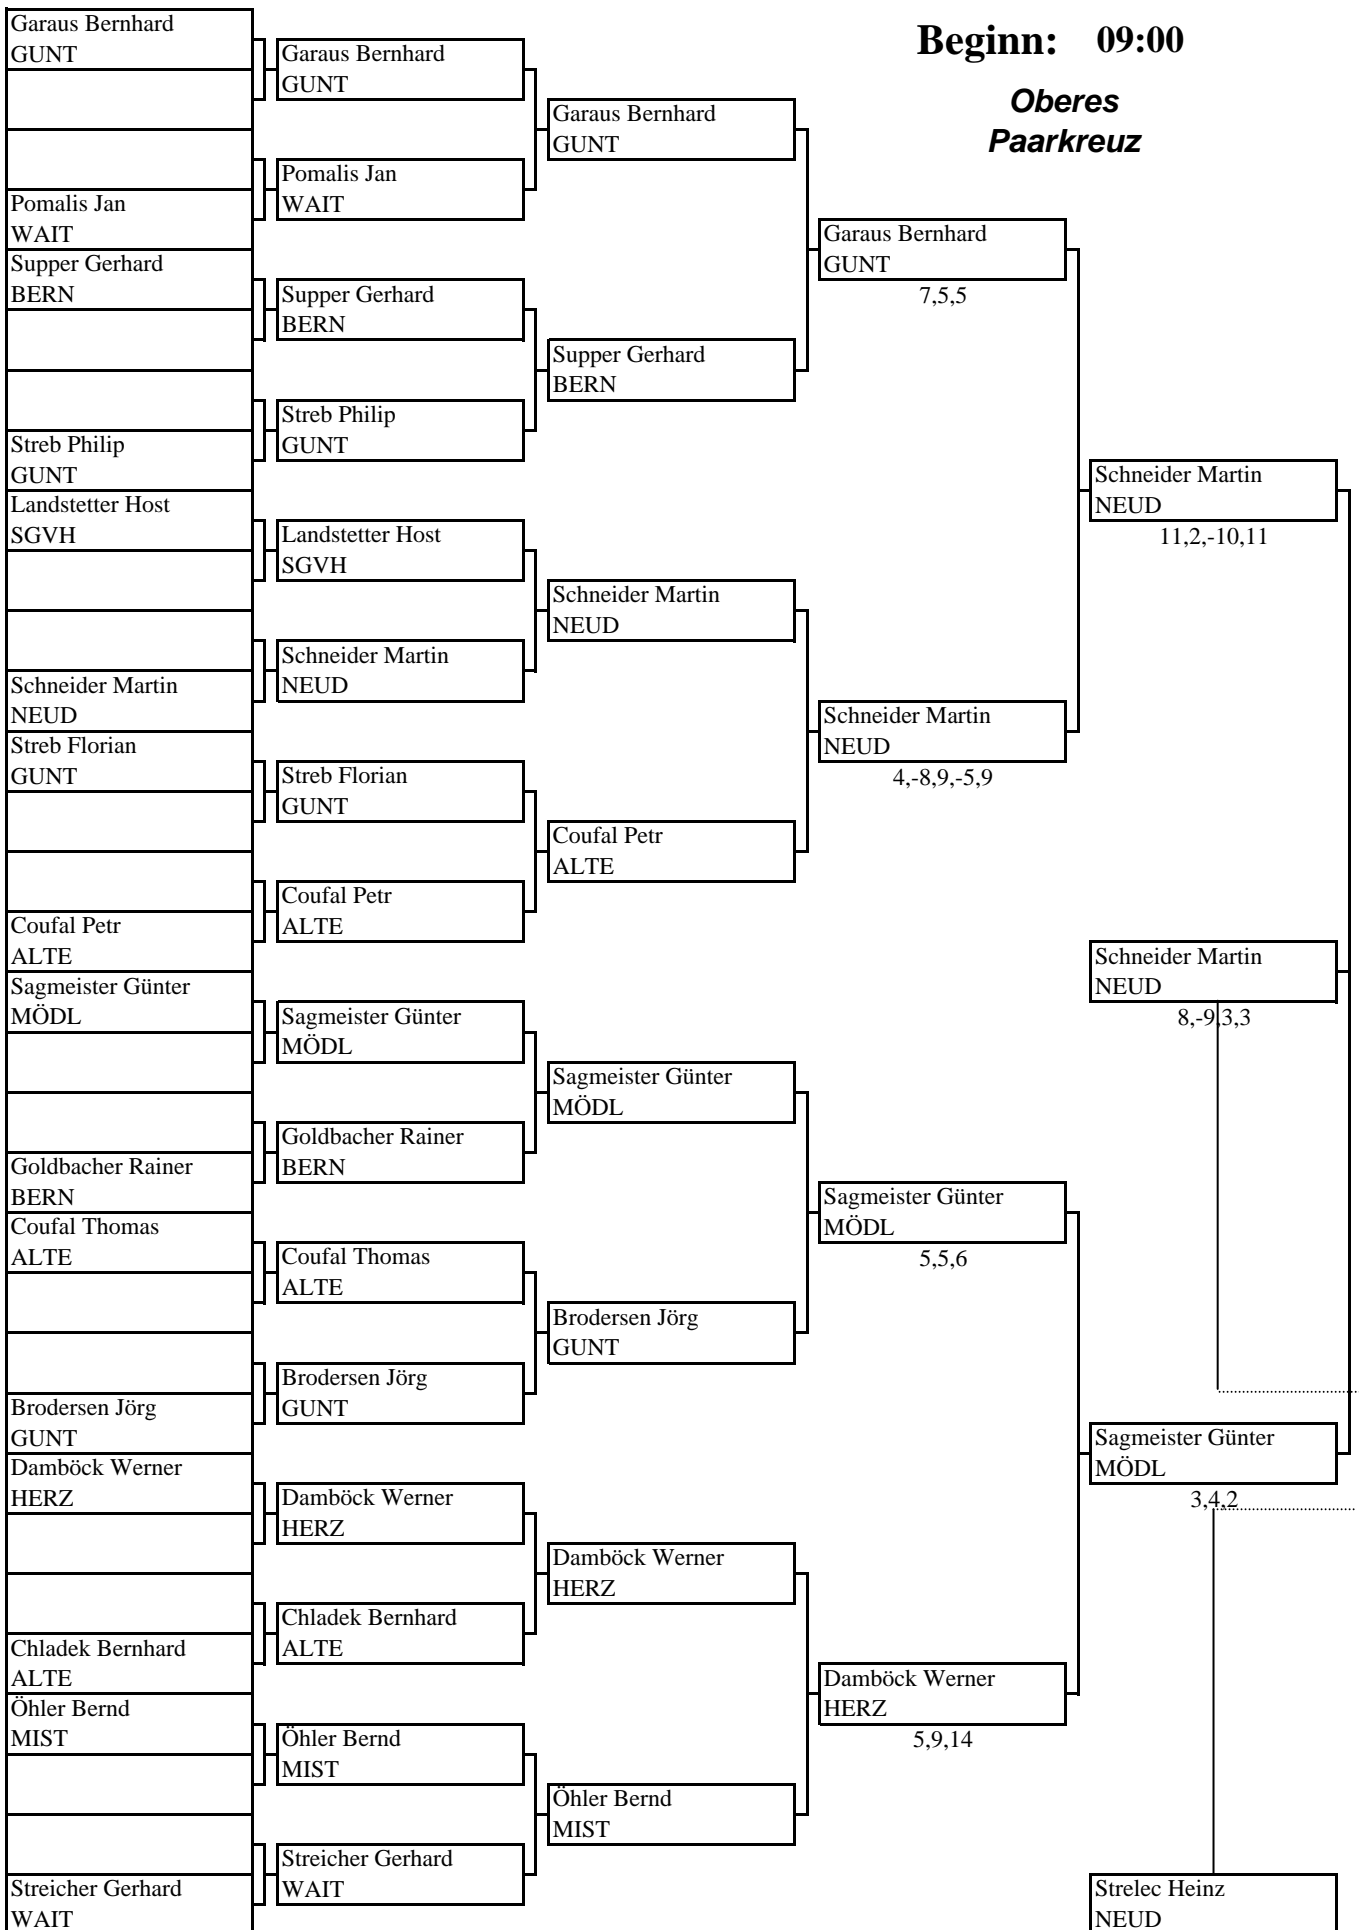 Beginn: 09:00
Oberes
Paarkreuz
Garaus Bernhard
GUNT
Pomalis Jan
WAIT
Supper Gerhard
BERN
Streb Philip
GUNT
Landstetter Host
SGVH
Schneider Martin
NEUD
Streb Florian
GUNT
Coufal Petr
ALTE
Sagmeister Günter
MÖDL
Goldbacher Rainer
BERN
Coufal Thomas
ALTE
Brodersen Jörg
GUNT
Damböck Werner
HERZ
Chladek Bernhard
ALTE
Öhler Bernd
MIST
Streicher Gerhard
WAIT
Garaus Bernhard
GUNT
Pomalis Jan
WAIT
Supper Gerhard
BERN
Streb Philip
GUNT
Landstetter Host
SGVH
Schneider Martin
NEUD
Streb Florian
GUNT
Coufal Petr
ALTE
Sagmeister Günter
MÖDL
Goldbacher Rainer
BERN
Coufal Thomas
ALTE
Brodersen Jörg
GUNT
Damböck Werner
HERZ
Chladek Bernhard
ALTE
Öhler Bernd
MIST
Streicher Gerhard
WAIT
Garaus Bernhard
GUNT
Supper Gerhard
BERN
Schneider Martin
NEUD
Coufal Petr
ALTE
Sagmeister Günter
MÖDL
Brodersen Jörg
GUNT
Damböck Werner
HERZ
Öhler Bernd
MIST
Garaus Bernhard
GUNT
7,5,5
Schneider Martin
NEUD
4,-8,9,-5,9
Sagmeister Günter
MÖDL
5,5,6
Damböck Werner
HERZ
5,9,14
Schneider Martin
NEUD
11,2,-10,11
Schneider Martin
NEUD
8,-9,3,3
Sagmeister Günter
MÖDL
3,4,2
Strelec Heinz
NEUD